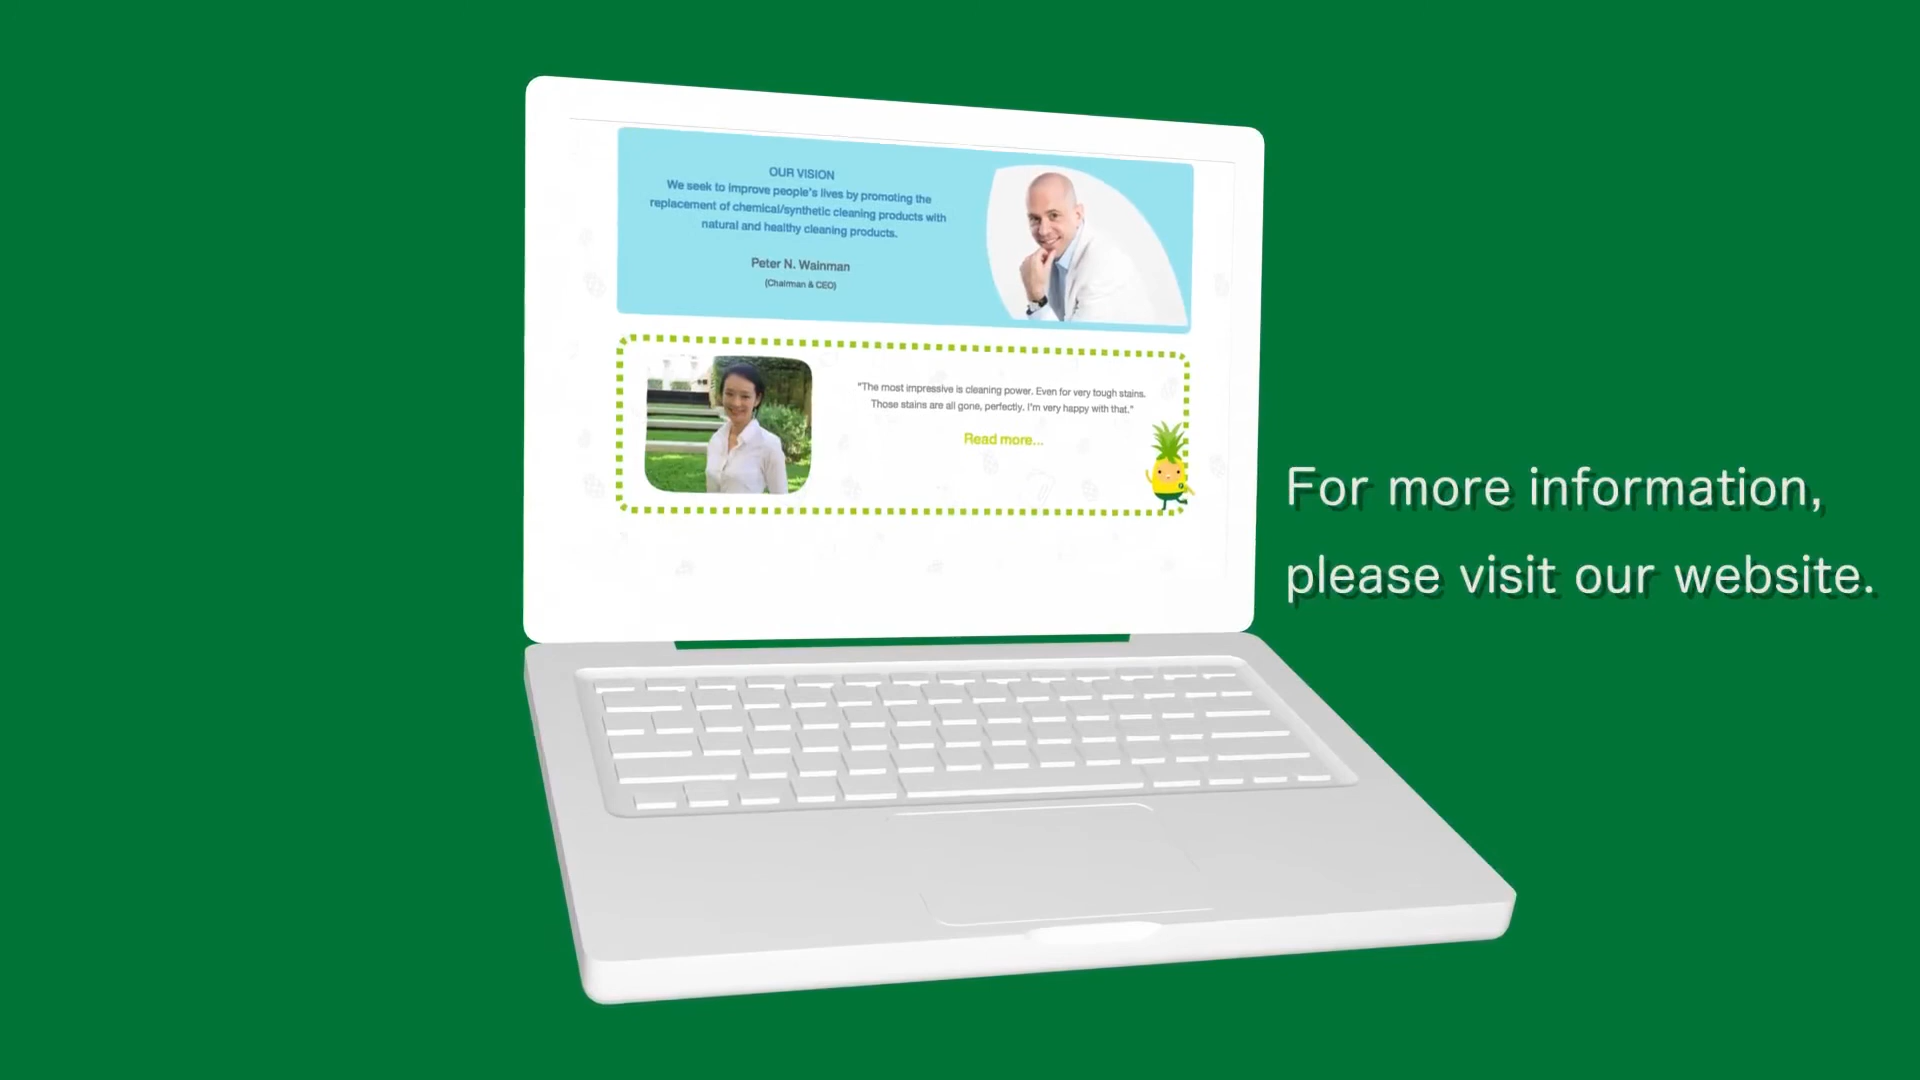 OUR VISION
We seek to improve people's lives by promoting the
replacement of chemical/synthetic cleaning products with
natural and healthy cleaning products.
Peter N. Wainman
(Chairman & CEO)
"The most impressive is cleaning power. Even for very tough stains.
Those stains are all gone, perfectly. I'm very happy with that."
Read more...
For more information,
please visit our website.